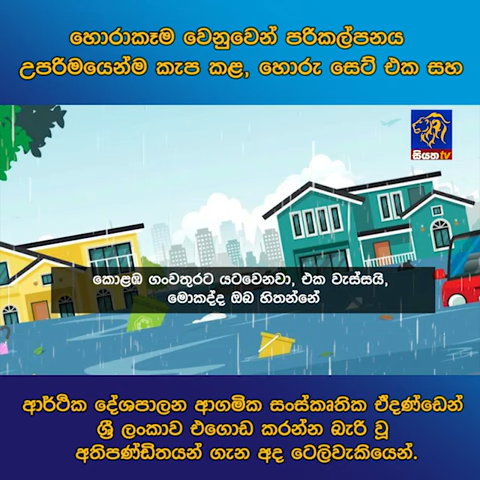 හොරාකෑම වෙනුවෙන් පරිකල්පනය
උපරිමයෙන්ම කැප කළ, හොරු සෙට් එක සහ
සියත tv
කොළඹ ගංවතුරට යටවෙනවා, එක වැස්සයි,
මොකද්ද ඔබ හිතන්නේ
ආර්ථික දේශපාලන ආගමික සංස්කෘතික ඒදණ්ඩෙන්
ශ්‍රී ලංකාව එගොඩ කරන්න බැරි වූ
අතිපණ්ඩිතයන් ගැන අද ටෙලිවැකියෙන්.